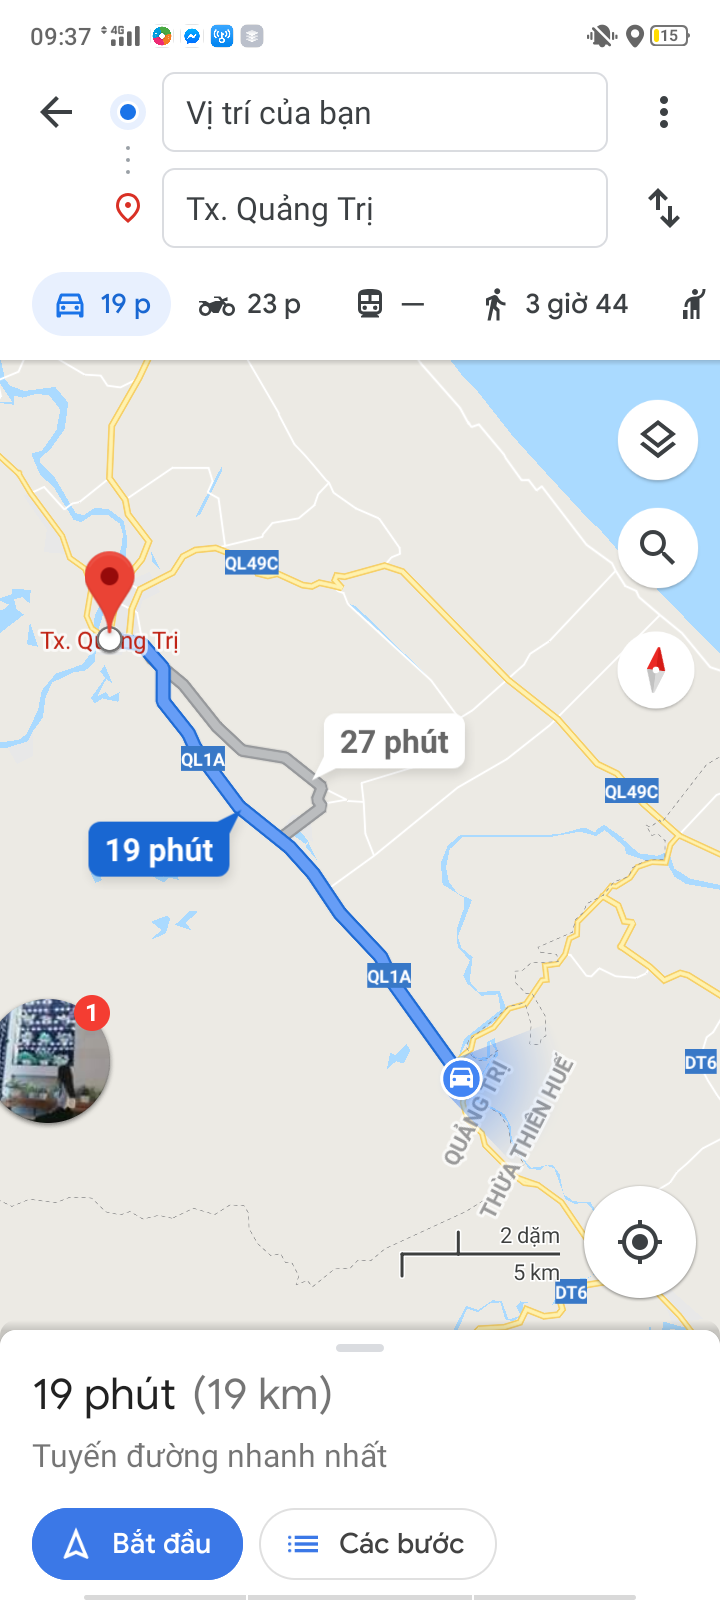 09:37
4G
15
Vị trí của bạn
Tx. Quảng Trị
19 p
23 p
—
3 giờ 44
QL49C
Tx. Quảng Trị
27 phút
QL1A
QL49C
19 phút
QL1A
1
DT6
QUẢNG TRỊ
THỪA THIÊN HUẾ
2 dặm
5 km
DT6
19 phút (19 km)
Tuyến đường nhanh nhất
Bắt đầu
Các bước